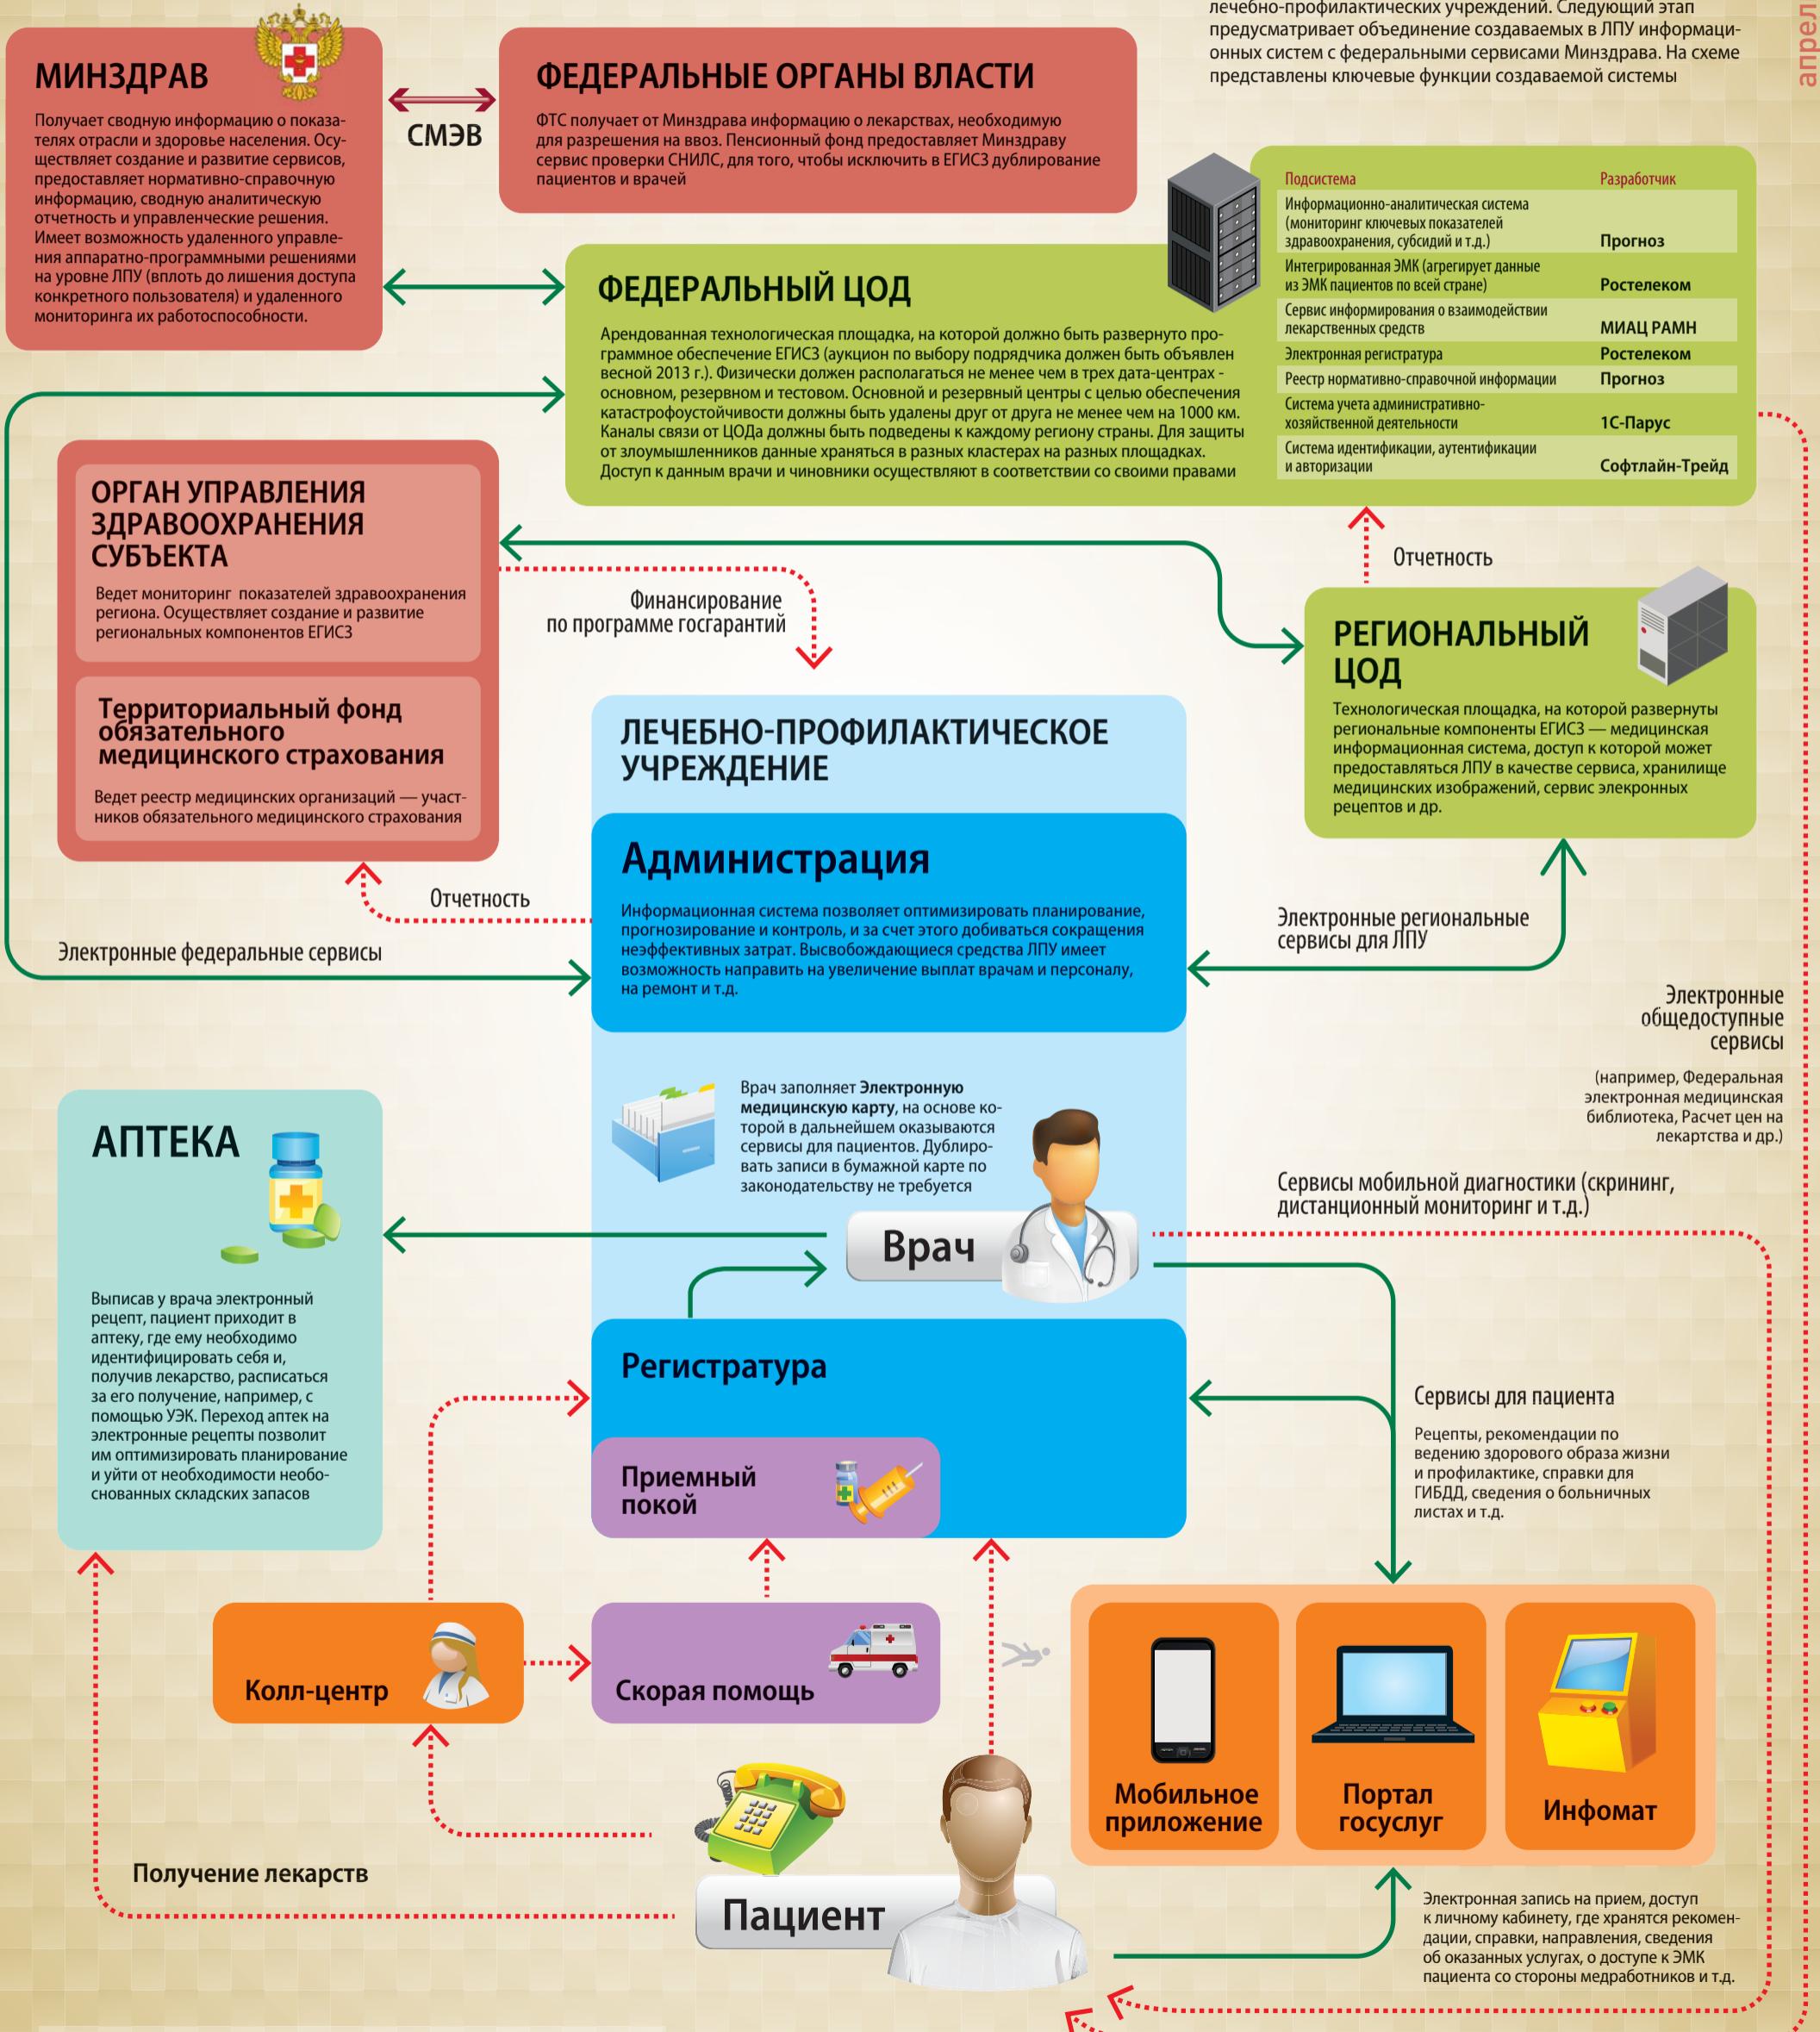 лечебно-профилактических учреждений. Следующий этап
предусматривает объединение создаваемых в ЛПУ информаци-
онных систем с федеральными сервисами Минздрава. На схеме
представлены ключевые функции создаваемой системы
апрел
МИНЗДРАВ
Получает сводную информацию о показа-
телях отрасли и здоровье населения. Осу-
ществляет создание и развитие сервисов,
предоставляет нормативно-справочную
информацию, сводную аналитическую
отчетность и управленческие решения.
Имеет возможность удаленного управле-
ния аппаратно-программными решениями
на уровне ЛПУ (вплоть до лишения доступа
конкретного пользователя) и удаленного
мониторинга их работоспособности.
СМЭВ
ФЕДЕРАЛЬНЫЕ ОРГАНЫ ВЛАСТИ
ФТС получает от Минздрава информацию о лекарствах, необходимую
для разрешения на ввоз. Пенсионный фонд предоставляет Минздраву
сервис проверки СНИЛС, для того, чтобы исключить в ЕГИСЗ дублирование
пациентов и врачей
ФЕДЕРАЛЬНЫЙ ЦОД
Арендованная технологическая площадка, на которой должно быть развернуто про-
граммное обеспечение ЕГИСЗ (аукцион по выбору подрядчика должен быть объявлен
весной 2013 г.). Физически должен располагаться не менее чем в трех дата-центрах -
основном, резервном и тестовом. Основной и резервный центры с целью обеспечения
катастрофоустойчивости должны быть удалены друг от друга не менее чем на 1000 км.
Каналы связи от ЦОДа должны быть подведены к каждому региону страны. Для защиты
от злоумышленников данные храняться в разных кластерах на разных площадках.
Доступ к данным врачи и чиновники осуществляют в соответствии со своими правами
Подсистема Разработчик
Информационно-аналитическая система
(мониторинг ключевых показателей
здравоохранения, субсидий и т.д.) Прогноз
Интегрированная ЭМК (агрегирует данные
из ЭМК пациентов по всей стране) Ростелеком
Сервис информирования о взаимодействии
лекарственных средств МИАЦ РАМН
Электронная регистратура Ростелеком
Реестр нормативно-справочной информации Прогноз
Система учета административно-
хозяйственной деятельности 1С-Парус
Система идентификации, аутентификации
и авторизации Софтлайн-Трейд
ОРГАН УПРАВЛЕНИЯ
ЗДРАВООХРАНЕНИЯ
СУБЪЕКТА
Ведет мониторинг показателей здравоохранения
региона. Осуществляет создание и развитие
региональных компонентов ЕГИСЗ
Территориальный фонд
обязательного
медицинского страхования
Ведет реестр медицинских организаций — участ-
ников обязательного медицинского страхования
Финансирование
по программе госгарантий
Отчетность
РЕГИОНАЛЬНЫЙ
ЦОД
Технологическая площадка, на которой развернуты
региональные компоненты ЕГИСЗ — медицинская
информационная система, доступ к которой может
предоставляться ЛПУ в качестве сервиса, хранилище
медицинских изображений, сервис элекронных
рецептов и др.
ЛЕЧЕБНО-ПРОФИЛАКТИЧЕСКОЕ
УЧРЕЖДЕНИЕ
Администрация
Информационная система позволяет оптимизировать планирование,
прогнозирование и контроль, и за счет этого добиваться сокращения
неэффективных затрат. Высвобождающиеся средства ЛПУ имеет
возможность направить на увеличение выплат врачам и персоналу,
на ремонт и т.д.
Отчетность
Электронные федеральные сервисы
Электронные региональные
сервисы для ЛПУ
Электронные
общедоступные
сервисы
(например, Федеральная
электронная медицинская
библиотека, Расчет цен на
лекартства и др.)
Врач заполняет Электронную
медицинскую карту, на основе ко-
торой в дальнейшем оказываются
сервисы для пациентов. Дублиро-
вать записи в бумажной карте по
законодательству не требуется
Врач
Сервисы мобильной диагностики (скрининг,
дистанционный мониторинг и т.д.)
АПТЕКА
Выписав у врача электронный
рецепт, пациент приходит в
аптеку, где ему необходимо
идентифицировать себя и,
получив лекарство, расписаться
за его получение, например, с
помощью УЭК. Переход аптек на
электронные рецепты позволит
им оптимизировать планирование
и уйти от необходимости необо-
снованных складских запасов
Регистратура
Приемный
покой
Сервисы для пациента
Рецепты, рекомендации по
ведению здорового образа жизни
и профилактике, справки для
ГИБДД, сведения о больничных
листах и т.д.
Колл-центр
Скорая помощь
Мобильное
приложение
Портал
госуслуг
Инфомат
Получение лекарств
Пациент
Электронная запись на прием, доступ
к личному кабинету, где хранятся рекомен-
дации, справки, направления, сведения
об оказанных услугах, о доступе к ЭМК
пациента со стороны медработников и т.д.